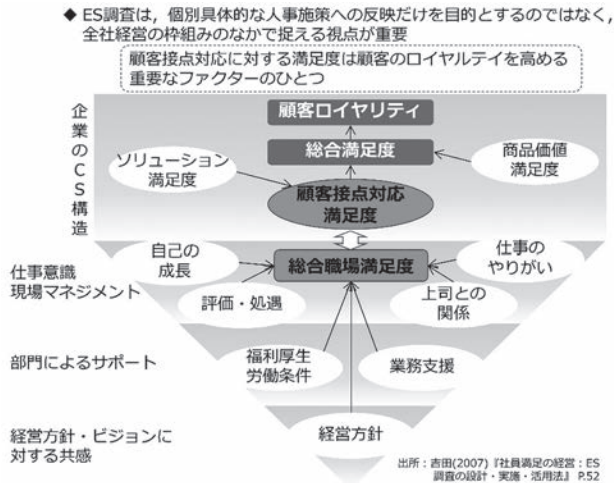 ◆ ES調査は，個別具体的な人事施策への反映だけを目的とするのではなく，
全社経営の枠組みのなかで捉える視点が重要
顧客接点対応に対する満足度は顧客のロイヤルテイを高める
重要なファクターのひとつ
企業のCS構造
顧客ロイヤリティ
総合満足度
ソリューション
満足度
商品価値
満足度
顧客接点対応
満足度
仕事意識
現場マネジメント
自己の
成長
総合職場満足度
仕事の
やりがい
評価・処遇
上司との
関係
部門によるサポート
福利厚生
労働条件
業務支援
経営方針・ビジョンに
対する共感
経営方針
出所：吉田(2007)『社員満足の経営：ES
調査の設計・実施・活用法』 P.52